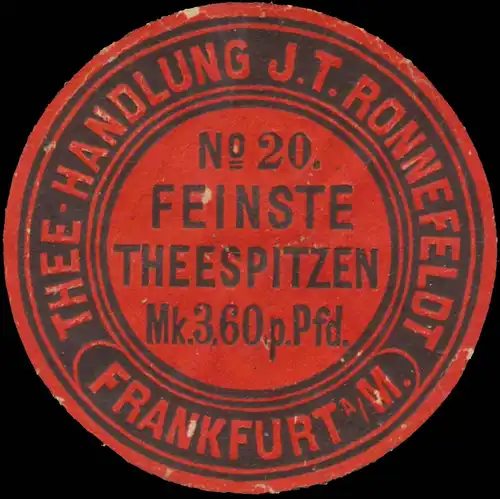 THEE-HANDLUNG J.T. RONNEFELDT
No 20.
FEINSTE
THEESPITZEN
Mk.3,60.p.Pfd.
FRANKFURT A/M.